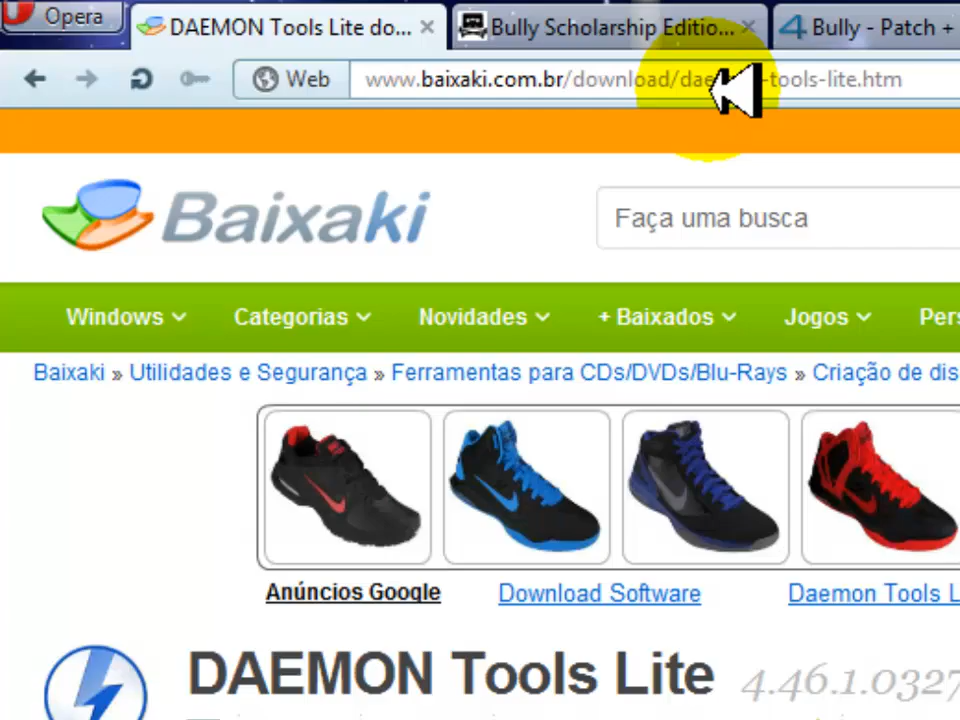 Opera
DAEMON Tools Lite do...
Bully Scholarship Editio...
Bully - Patch +
Web
www.baixaki.com.br/download/dae -tools-lite.htm
Baixaki
Faça uma busca
Windows
Categorias
Novidades
+ Baixados
Jogos
Pers
Baixaki » Utilidades e Segurança » Ferramentas para CDs/DVDs/Blu-Rays » Criação de dis
Anúncios Google
Download Software
Daemon Tools L
DAEMON Tools Lite 4.46.1.0327